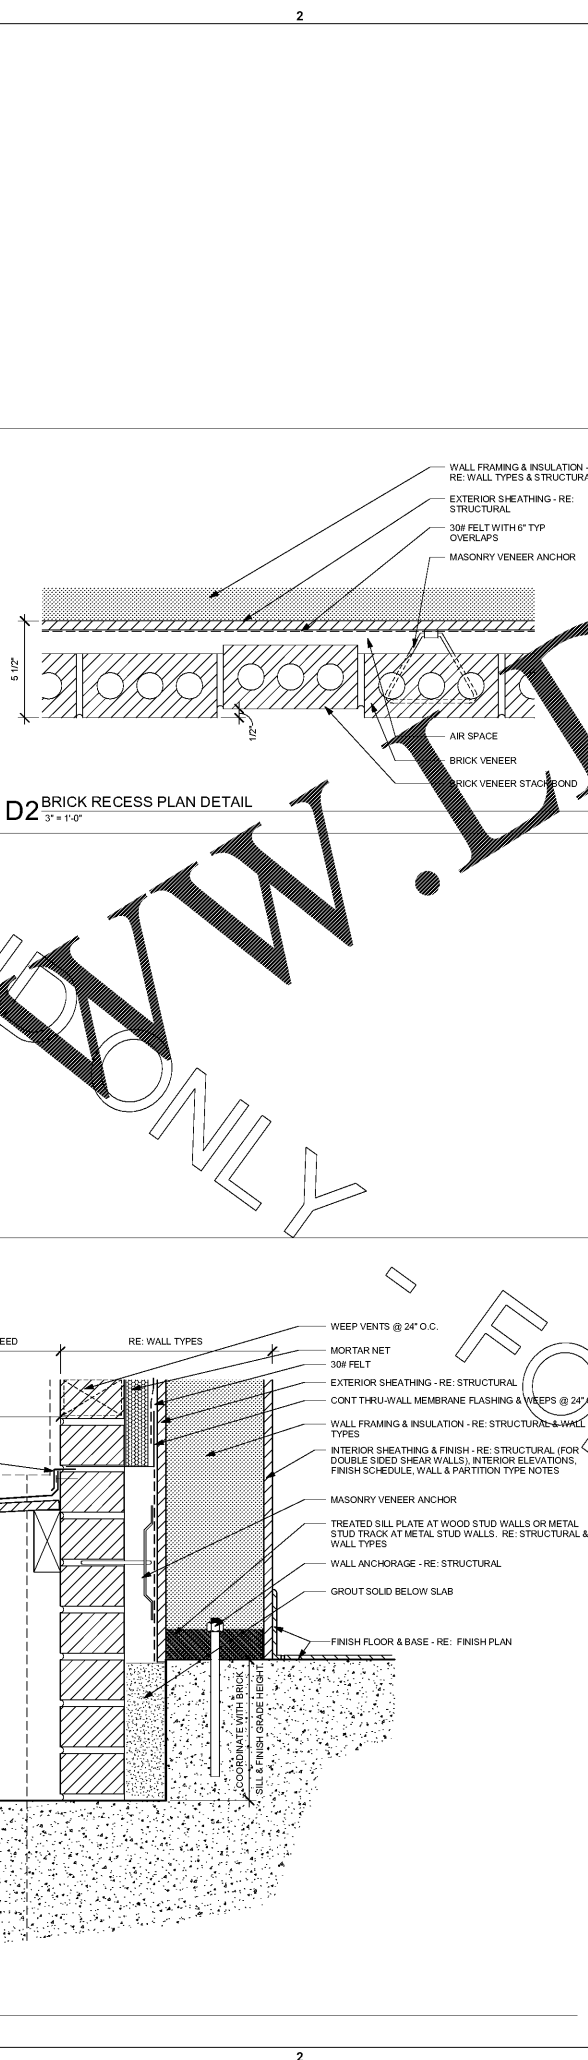 2
WALL FRAMING & INSULATION -
RE: WALL TYPES & STRUCTURA
EXTERIOR SHEATHING - RE:
STRUCTURAL
30# FELT WITH 6" TYP
OVERLAPS
MASONRY VENEER ANCHOR
5 1/2"
1/2"
AIR SPACE
BRICK VENEER
BRICK VENEER STACK BOND
D2 BRICK RECESS PLAN DETAIL
3" = 1'-0"
WW.LI
D ONLY
- FO
EED
RE: WALL TYPES
WEEP VENTS @ 24" O.C.
MORTAR NET
30# FELT
EXTERIOR SHEATHING - RE: STRUCTURAL
CONT THRU-WALL MEMBRANE FLASHING & WEEPS @ 24"
WALL FRAMING & INSULATION - RE: STRUCTURAL & WALL
TYPES
INTERIOR SHEATHING & FINISH - RE: STRUCTURAL (FOR
DOUBLE SIDED SHEAR WALLS), INTERIOR ELEVATIONS,
FINISH SCHEDULE, WALL & PARTITION TYPE NOTES
MASONRY VENEER ANCHOR
TREATED SILL PLATE AT WOOD STUD WALLS OR METAL
STUD TRACK AT METAL STUD WALLS. RE: STRUCTURAL &
WALL TYPES
WALL ANCHORAGE - RE: STRUCTURAL
GROUT SOLID BELOW SLAB
FINISH FLOOR & BASE - RE: FINISH PLAN
COORDINATE WITH BRICK
SILL & FINISH GRADE HEIGHT.
2